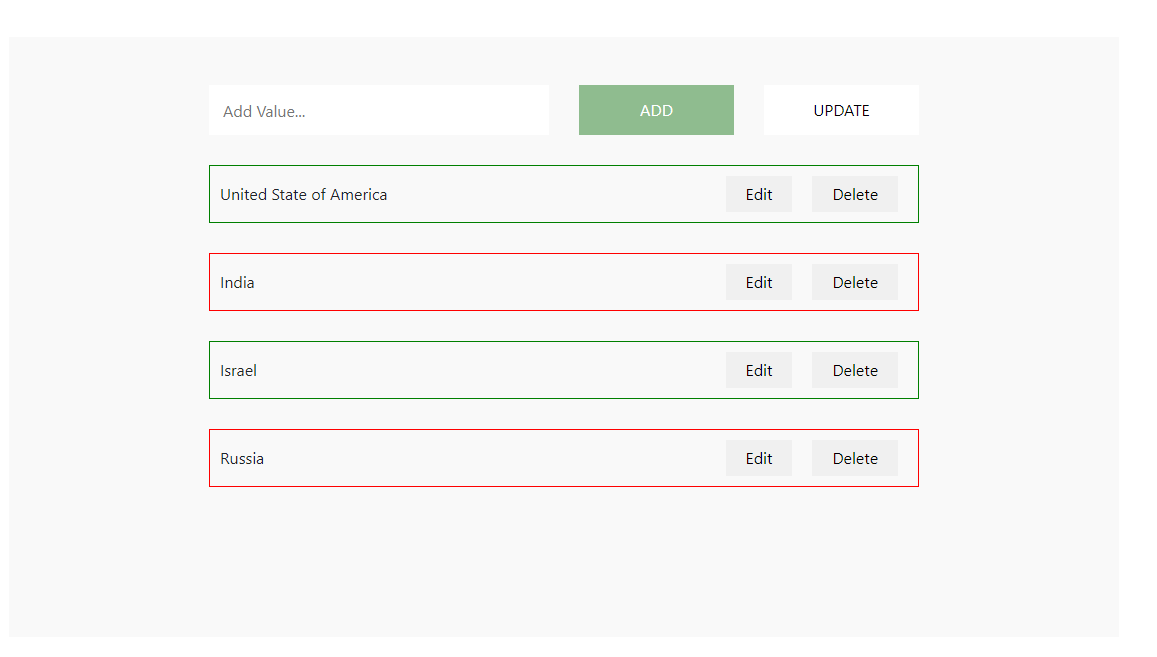 Add Value... ADD UPDATE
United State of America Edit Delete
India Edit Delete
Israel Edit Delete
Russia Edit Delete